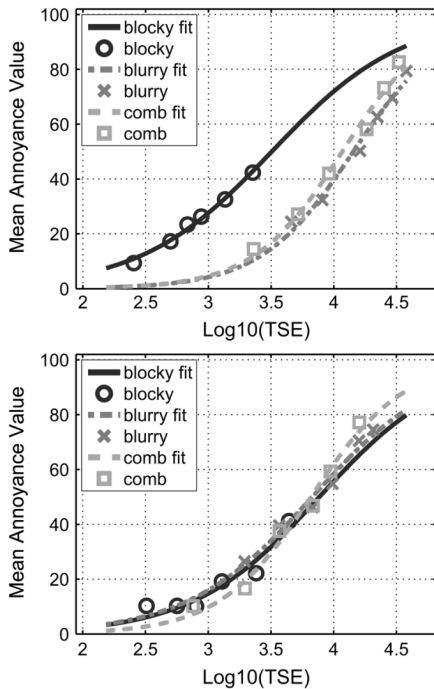 100
80
60
40
20
0
Mean Annoyance Value
blocky fit
blocky
blurry fit
blurry
comb fit
comb
2 2.5 3 3.5 4 4.5
Log10(TSE)
100
80
60
40
20
0
Mean Annoyance Value
blocky fit
blocky
blurry fit
blurry
comb fit
comb
2 2.5 3 3.5 4 4.5
Log10(TSE)